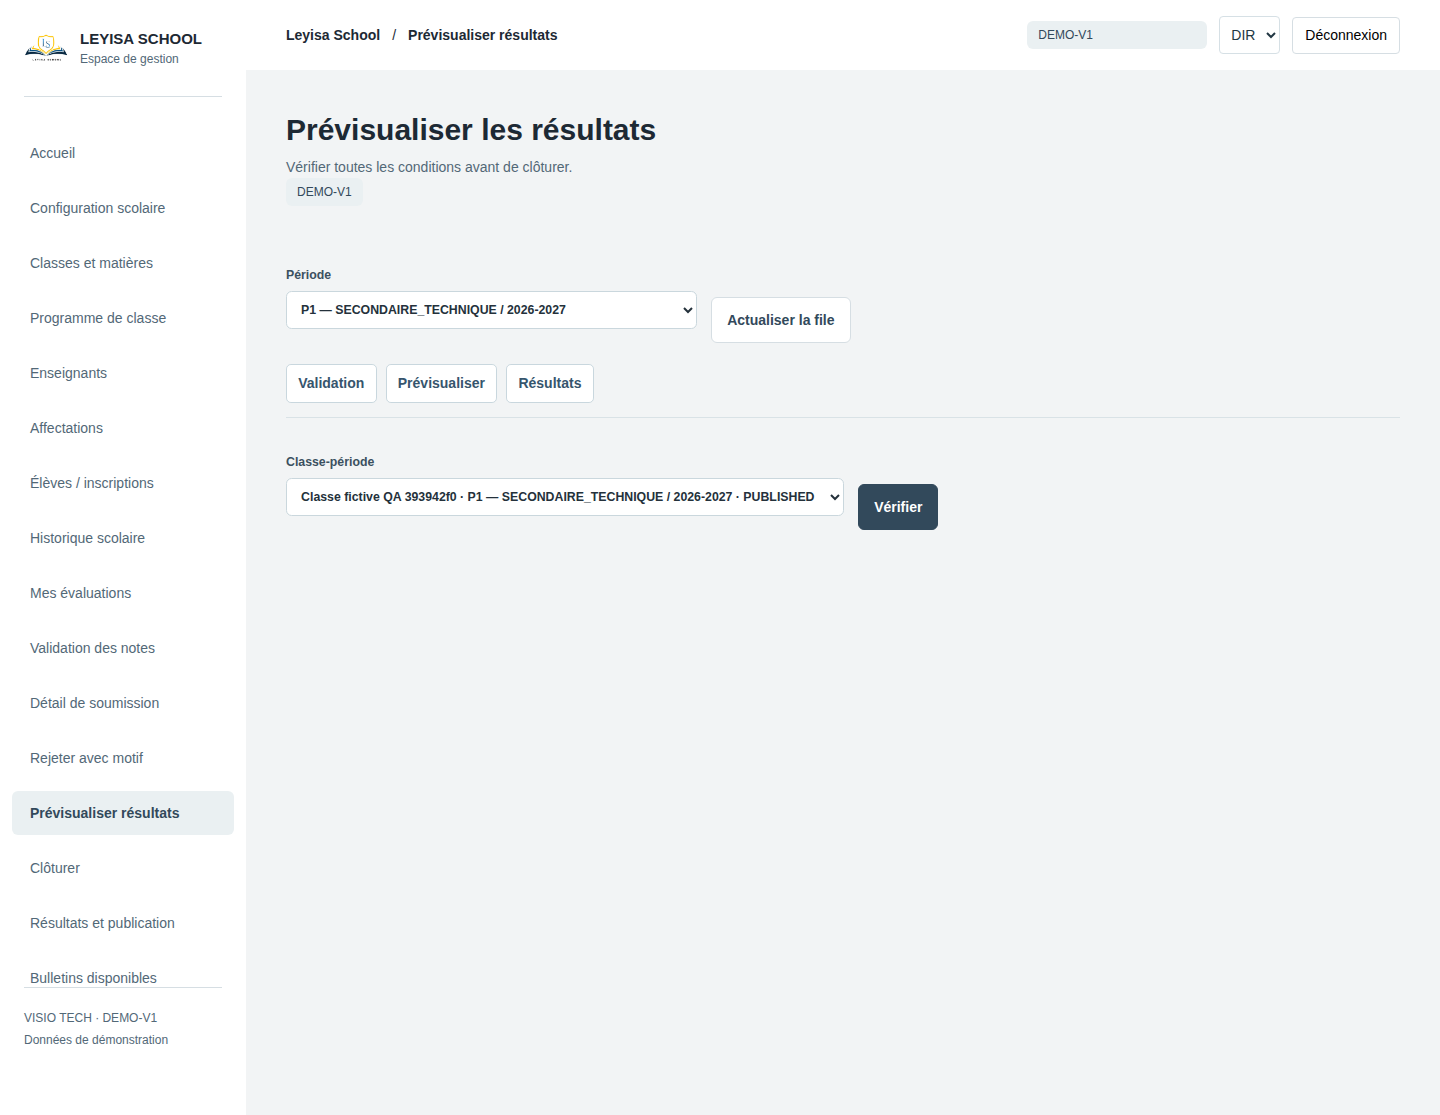 LEYISA SCHOOL
Espace de gestion
Accueil
Configuration scolaire
Classes et matières
Programme de classe
Enseignants
Affectations
Élèves / inscriptions
Historique scolaire
Mes évaluations
Validation des notes
Détail de soumission
Rejeter avec motif
Prévisualiser résultats
Clôturer
Résultats et publication
Bulletins disponibles
VISIO TECH · DEMO-V1
Données de démonstration
Leyisa School / Prévisualiser résultats
DEMO-V1
DIR
Déconnexion
Prévisualiser les résultats
Vérifier toutes les conditions avant de clôturer.
DEMO-V1
Période
P1 — SECONDAIRE_TECHNIQUE / 2026-2027
Actualiser la file
Validation
Prévisualiser
Résultats
Classe-période
Classe fictive QA 393942f0 · P1 — SECONDAIRE_TECHNIQUE / 2026-2027 · PUBLISHED
Vérifier